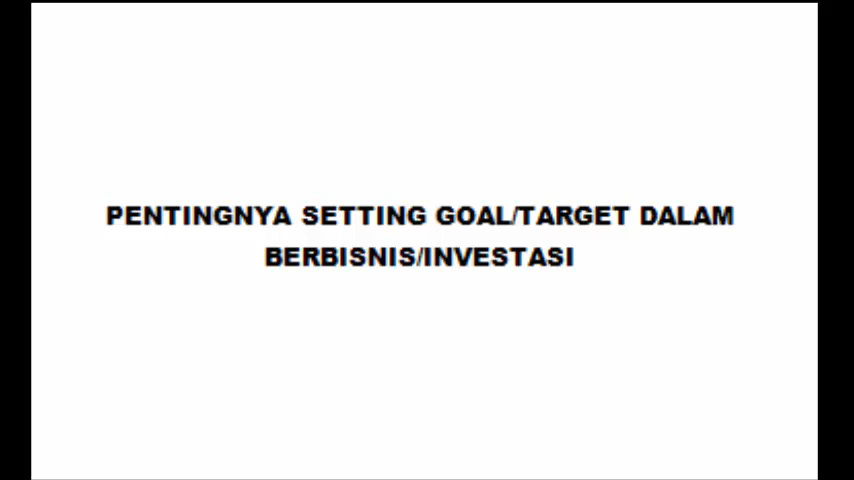 PENTINGNYA SETTING GOAL/TARGET DALAM
BERBISNIS/INVESTASI